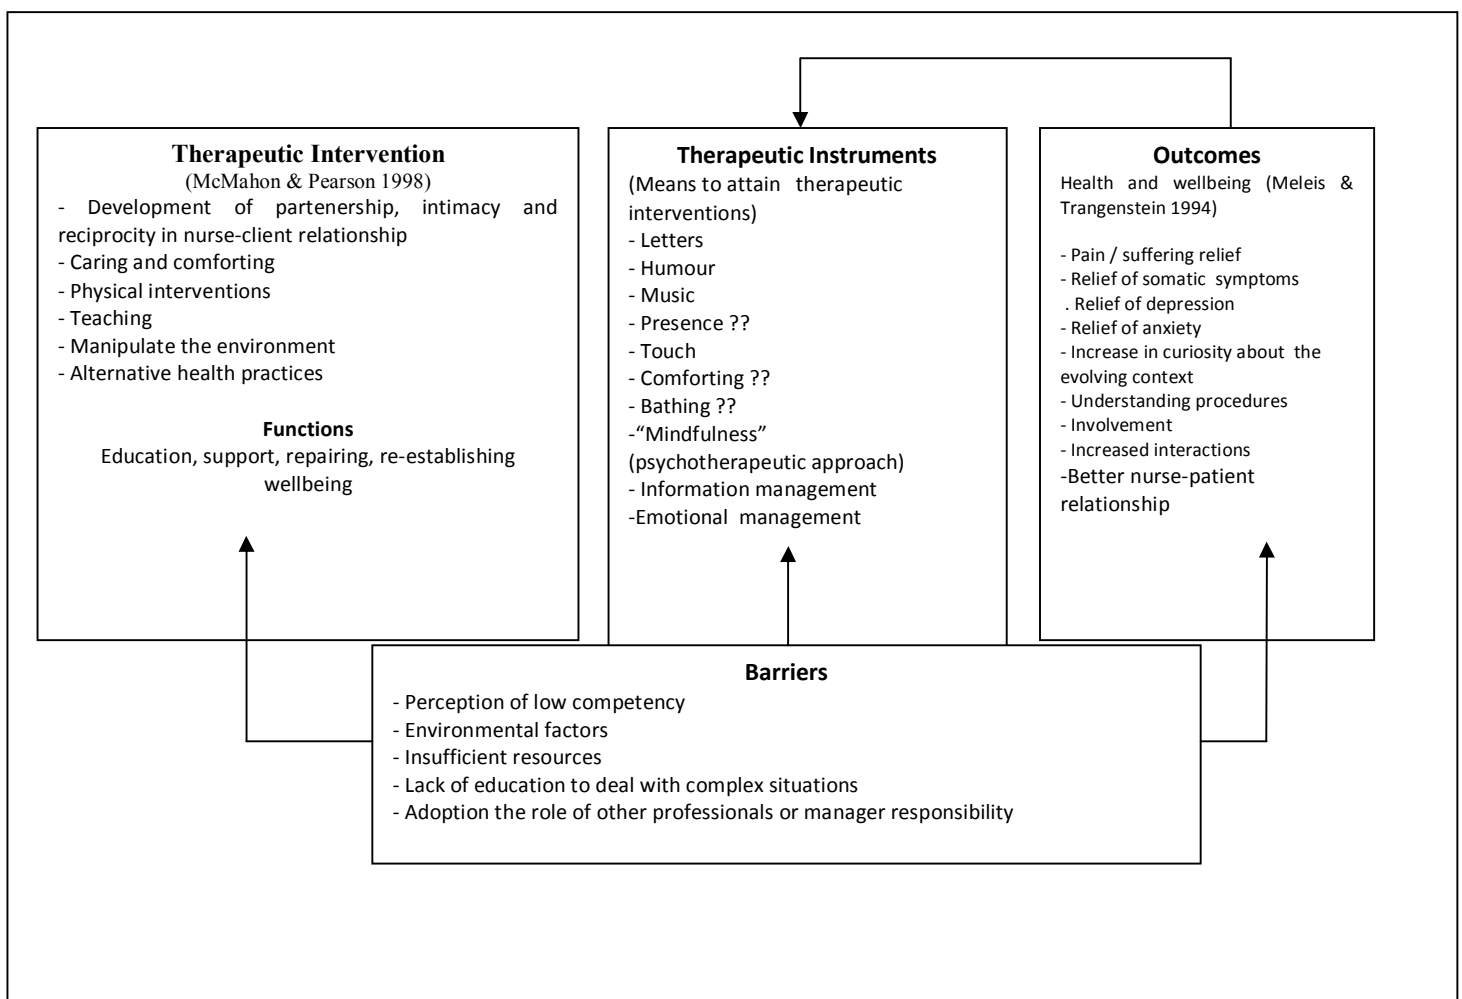 Therapeutic Intervention
(McMahon & Pearson 1998)
- Development of partenership, intimacy and
reciprocity in nurse-client relationship
- Caring and comforting
- Physical interventions
- Teaching
- Manipulate the environment
- Alternative health practices
Functions
Education, support, repairing, re-establishing
wellbeing
Therapeutic Instruments
(Means to attain therapeutic
interventions)
- Letters
- Humour
- Music
- Presence ??
- Touch
- Comforting ??
- Bathing ??
-“Mindfulness”
(psychotherapeutic approach)
- Information management
-Emotional management
Outcomes
Health and wellbeing (Meleis &
Trangenstein 1994)
- Pain / suffering relief
- Relief of somatic symptoms
. Relief of depression
- Relief of anxiety
- Increase in curiosity about the
evolving context
- Understanding procedures
- Involvement
- Increased interactions
-Better nurse-patient
relationship
Barriers
- Perception of low competency
- Environmental factors
- Insufficient resources
- Lack of education to deal with complex situations
- Adoption the role of other professionals or manager responsibility